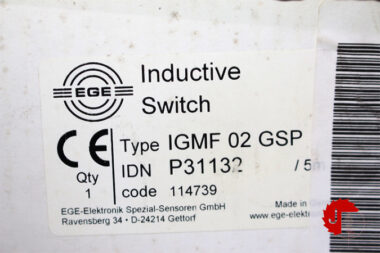 EGE
Inductive
Switch
CE
Type IGMF 02 GSP
IDN P31132 / 5m
Qty
1
code 114739
EGE-Elektronik Spezial-Sensoren GmbH
Ravensberg 34 · D-24214 Gettorf
Made in
www.ege-elekt